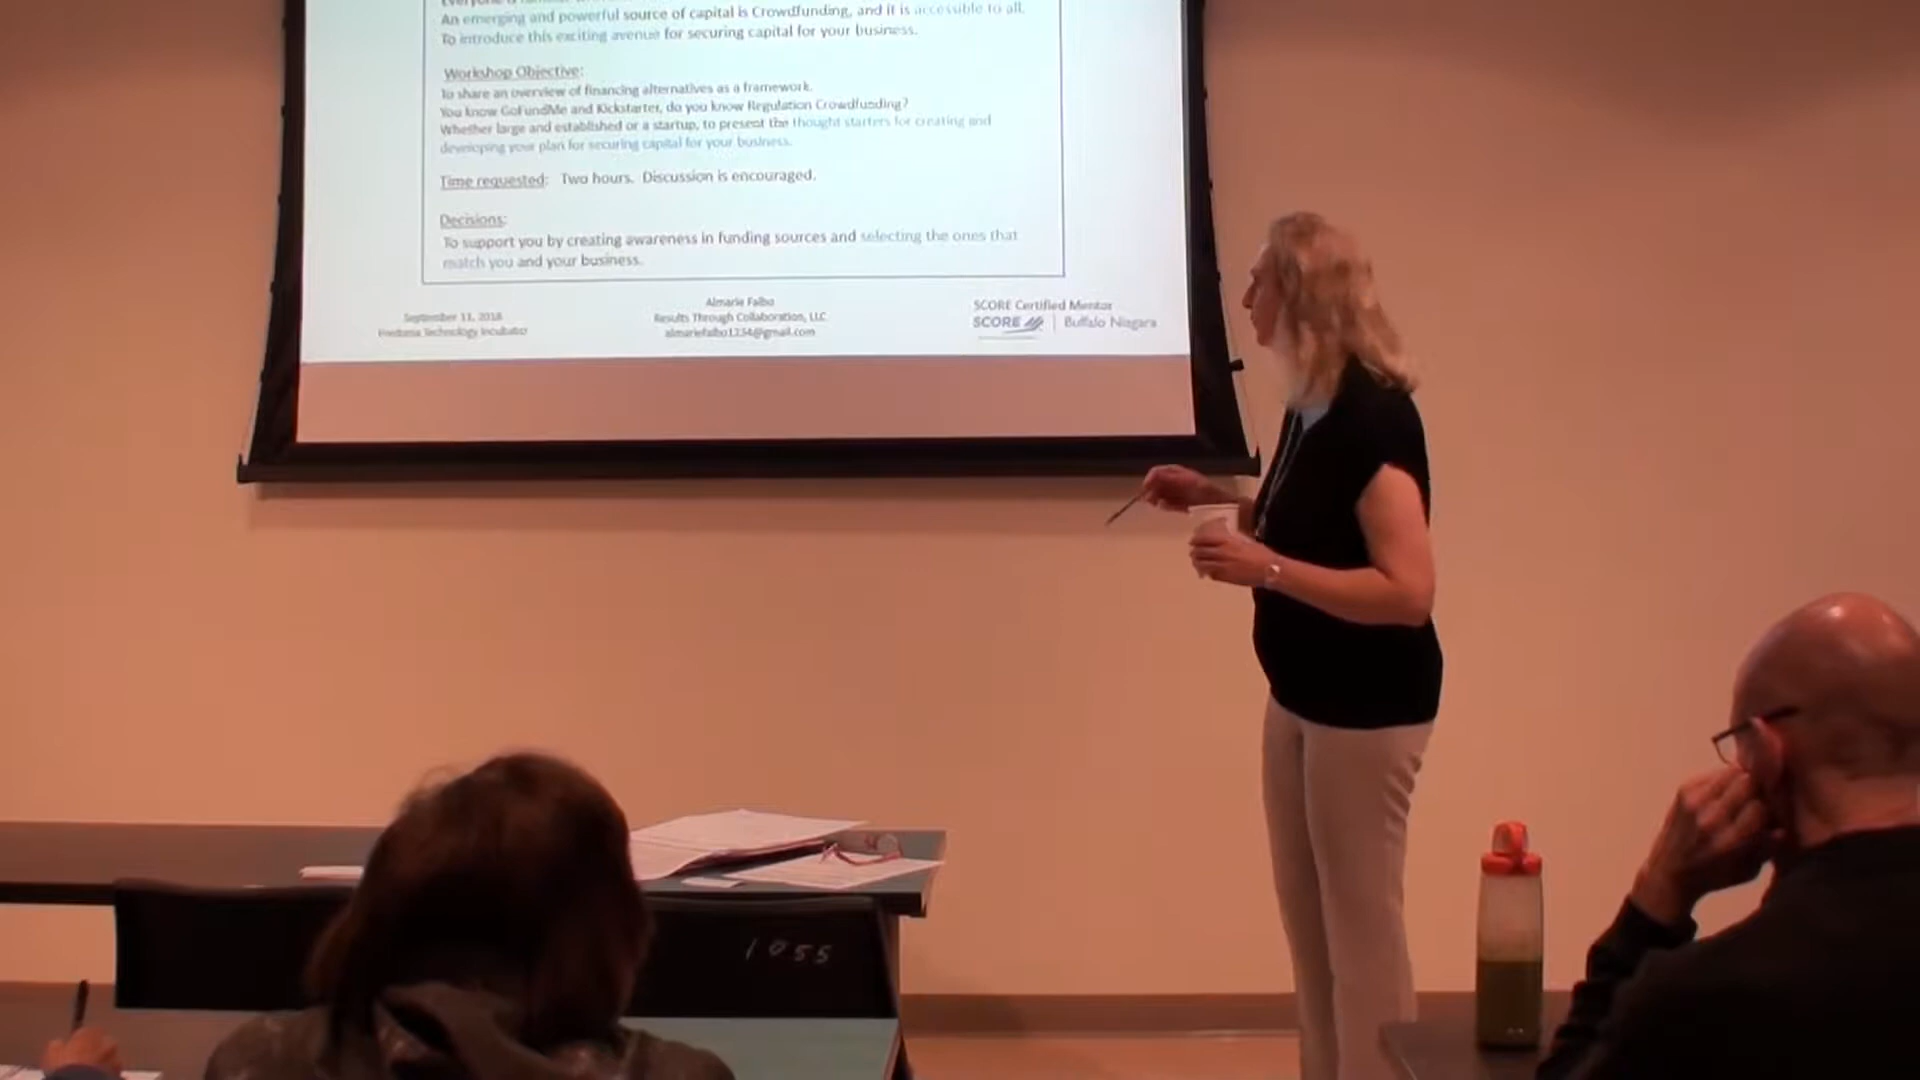 An emerging and powerful source of capital is Crowdfunding, and it is accessible to all.
To introduce this exciting avenue for securing capital for your business.
Workshop Objective:
To share an overview of financing alternatives as a framework.
You know GoFundMe and Kickstarter, do you know Regulation Crowdfunding?
Whether large and established or a startup, to present the thought starters for creating and
developing your plan for securing capital for your business.
Time requested: Two hours. Discussion is encouraged.
Decisions:
To support you by creating awareness in funding sources and selecting the ones that
match you and your business.
September 11, 2018
Fredonia Technology Incubator
Almarie Falbo
Results Through Collaboration, LLC
almariefalbo1234@gmail.com
SCORE Certified Mentor
SCORE | Buffalo Niagara
1055